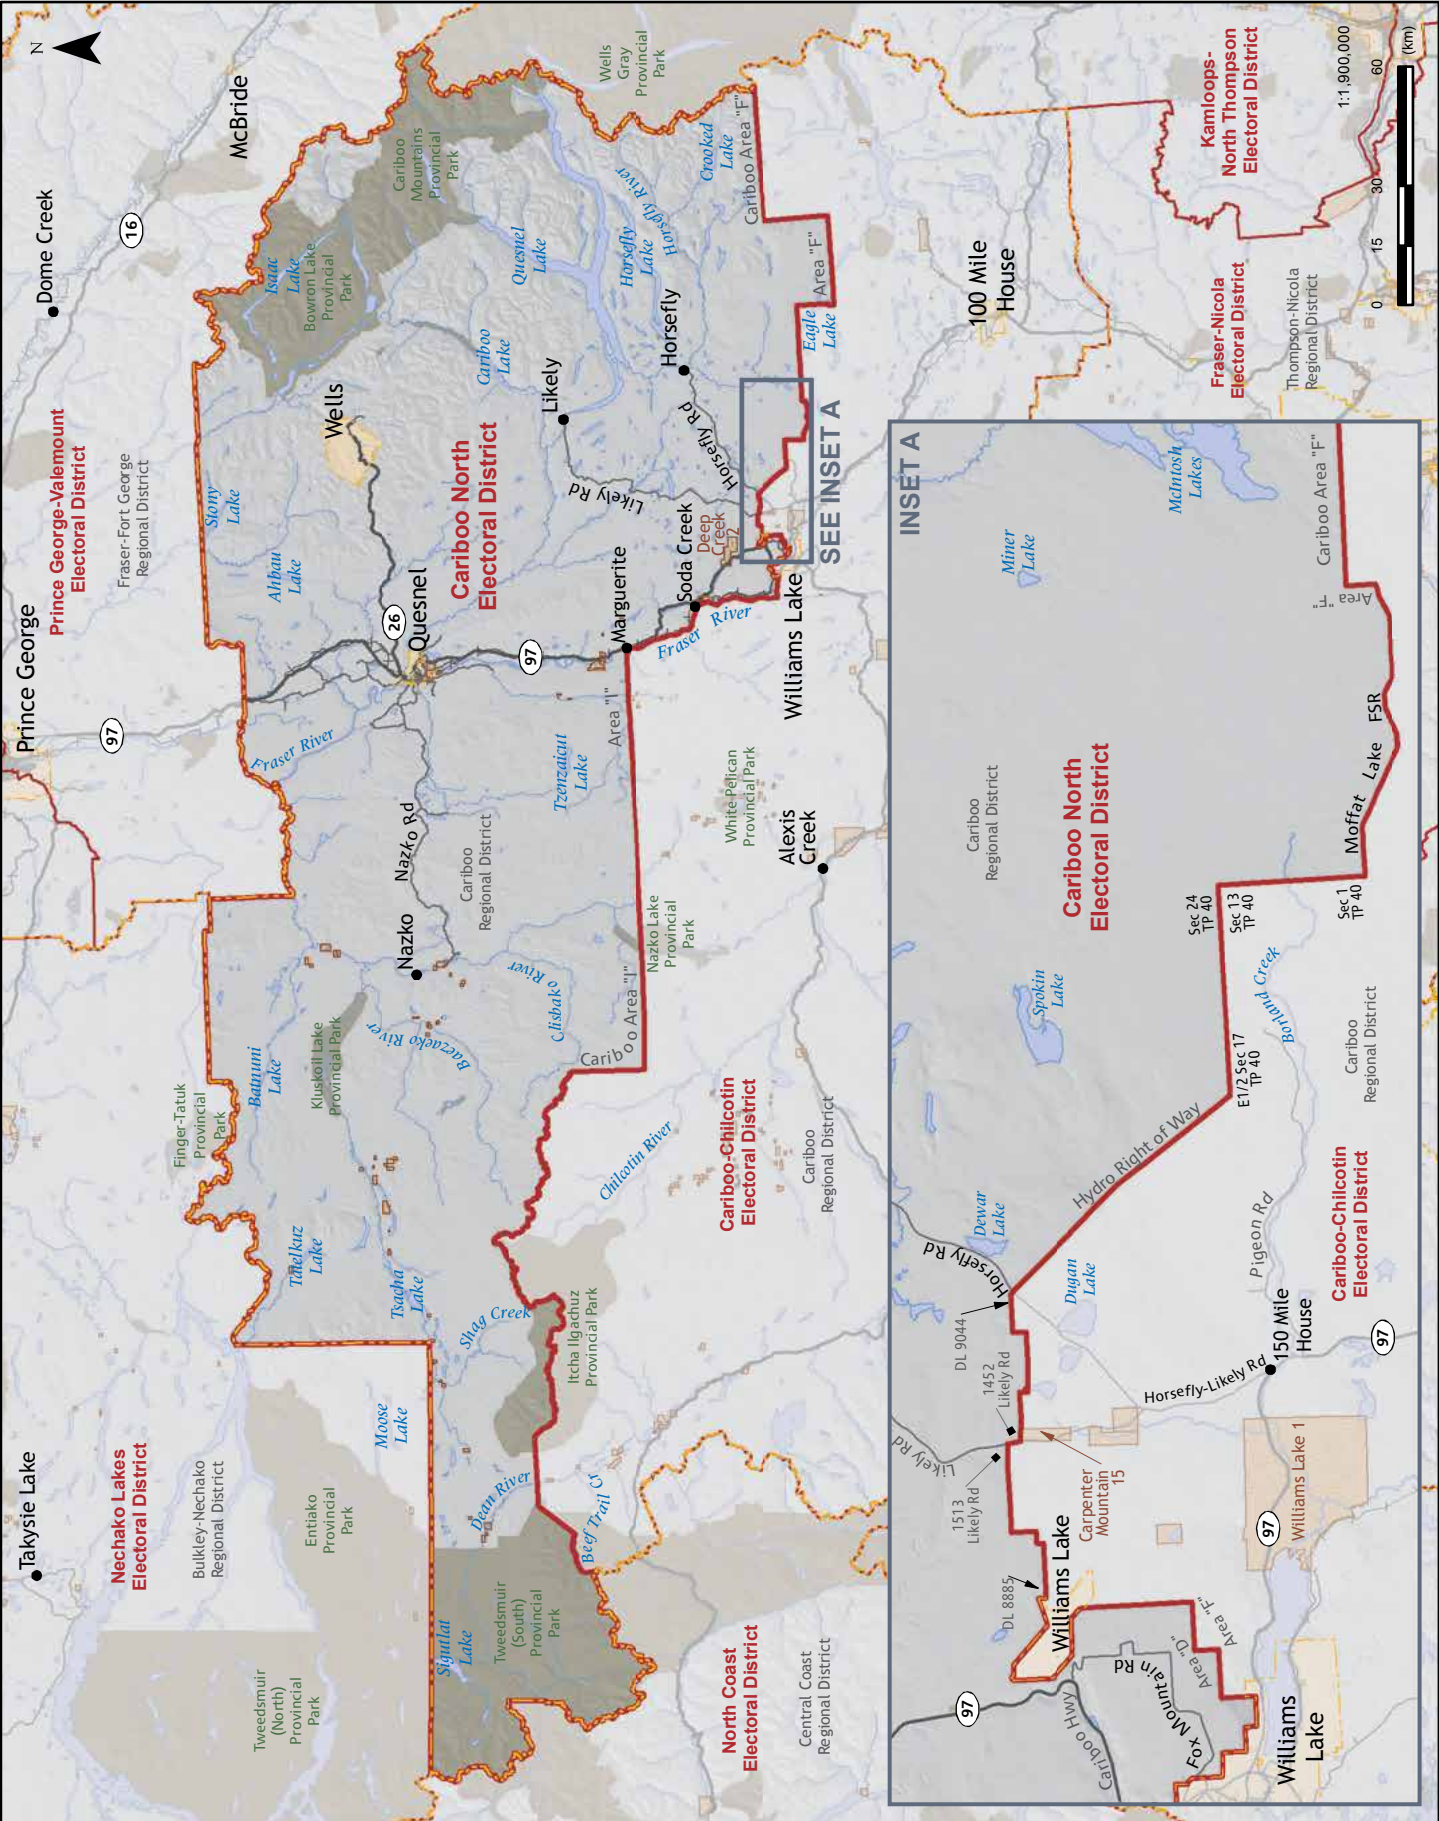 N
McBride
Dome Creek
16
Prince George-Valemount
Electoral District
Fraser-Fort George
Regional District
Prince George
97
Takysie Lake
Nechako Lakes
Electoral District
Bulkley-Nechako
Regional District
Entiako
Provincial
Park
Tweedsmuir
(North)
Provincial
Park
Finger-Tatuk
Provincial
Park
Wells
Gray
Provincial
Park
Cariboo
Mountains
Provincial
Park
Isaac
Lake
Bowron Lake
Provincial
Park
Stony
Lake
Ahbau
Lake
Wells
26
Quesnel
Cariboo North
Electoral District
Cariboo
Lake
Quesnel
Lake
Likely
Likely Rd
Horsefly
Lake
Horsefly River
Horsefly River
Crooked
Lake
Horsefly
Horsefly Rd
Cariboo Area "F"
Area "F"
Eagle
Lake
SEE INSET A
Deep
Creek
2
Soda Creek
Marguerite
97
Fraser River
Williams Lake
Fraser River
Nazko Rd
Nazko
Cariboo
Regional District
Tzenzaicut
Lake
Area "I"
Cariboo Area "I"
Clisbako River
Baezaeko River
Kluskoil Lake
Provincial Park
Batnuni
Lake
Tatelkuz
Lake
Tsacha
Lake
Moose
Lake
Shag Creek
Itcha Ilgachuz
Provincial Park
Dean River
Beef Trail Cr
Sigutlat
Lake
Tweedsmuir
(South)
Provincial
Park
North Coast
Electoral District
Central Coast
Regional District
Chilcotin River
Cariboo-Chilcotin
Electoral District
Cariboo
Regional District
Nazko Lake
Provincial
Park
White Pelican
Provincial Park
Alexis
Creek
100 Mile
House
Fraser-Nicola
Electoral District
Thompson-Nicola
Regional District
Kamloops-
North Thompson
Electoral District
1:1,900,000
0
15
30
60
(km)
INSET A
McIntosh
Lakes
Miner
Lake
Cariboo Area "F"
Area "F"
Cariboo
Regional District
Cariboo North
Electoral District
Moffat Lake FSR
Sec 24
TP 40
Sec 13
TP 40
Sec 1
TP 40
Spokin
Lake
Borland Creek
E1/2 Sec 17
TP 40
Cariboo
Regional District
Hydro Right of Way
Cariboo-Chilcotin
Electoral District
Dewar
Lake
Horsefly Rd
Dugan
Lake
Pigeon Rd
DL 9044
150 Mile
House
97
1452
Likely Rd
Horsefly-Likely Rd
Likely Rd
1513
Likely Rd
Carpenter
Mountain
15
Williams Lake 1
97
DL 8885
Williams Lake
Area "F"
Area "D"
Fox Mountain Rd
97
Cariboo Hwy
Williams
Lake